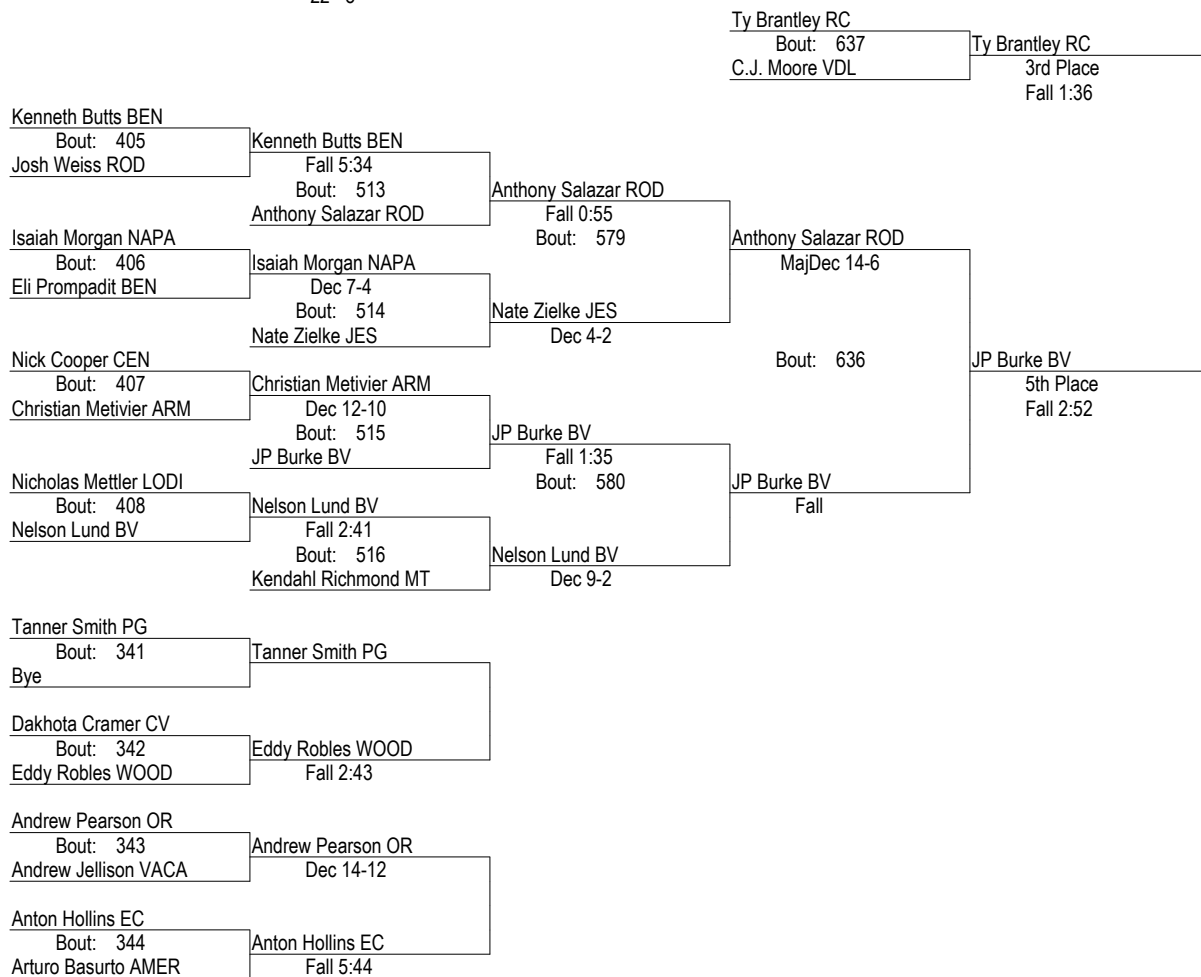 Ty Brantley RC
Bout: 637
Ty Brantley RC
C.J. Moore VDL
3rd Place
Fall 1:36
Kenneth Butts BEN
Bout: 405
Kenneth Butts BEN
Josh Weiss ROD
Fall 5:34
Bout: 513
Anthony Salazar ROD
Anthony Salazar ROD
Fall 0:55
Isaiah Morgan NAPA
Bout: 579
Anthony Salazar ROD
Bout: 406
Isaiah Morgan NAPA
MajDec 14-6
Eli Prompadit BEN
Dec 7-4
Bout: 514
Nate Zielke JES
Nate Zielke JES
Dec 4-2
Nick Cooper CEN
Bout: 636
JP Burke BV
Bout: 407
Christian Metivier ARM
5th Place
Christian Metivier ARM
Dec 12-10
Fall 2:52
Bout: 515
JP Burke BV
JP Burke BV
Fall 1:35
Nicholas Mettler LODI
Bout: 580
JP Burke BV
Bout: 408
Nelson Lund BV
Fall
Nelson Lund BV
Fall 2:41
Bout: 516
Nelson Lund BV
Kendahl Richmond MT
Dec 9-2
Tanner Smith PG
Bout: 341
Tanner Smith PG
Bye
Dakhota Cramer CV
Bout: 342
Eddy Robles WOOD
Eddy Robles WOOD
Fall 2:43
Andrew Pearson OR
Bout: 343
Andrew Pearson OR
Andrew Jellison VACA
Dec 14-12
Anton Hollins EC
Bout: 344
Anton Hollins EC
Arturo Basurto AMER
Fall 5:44